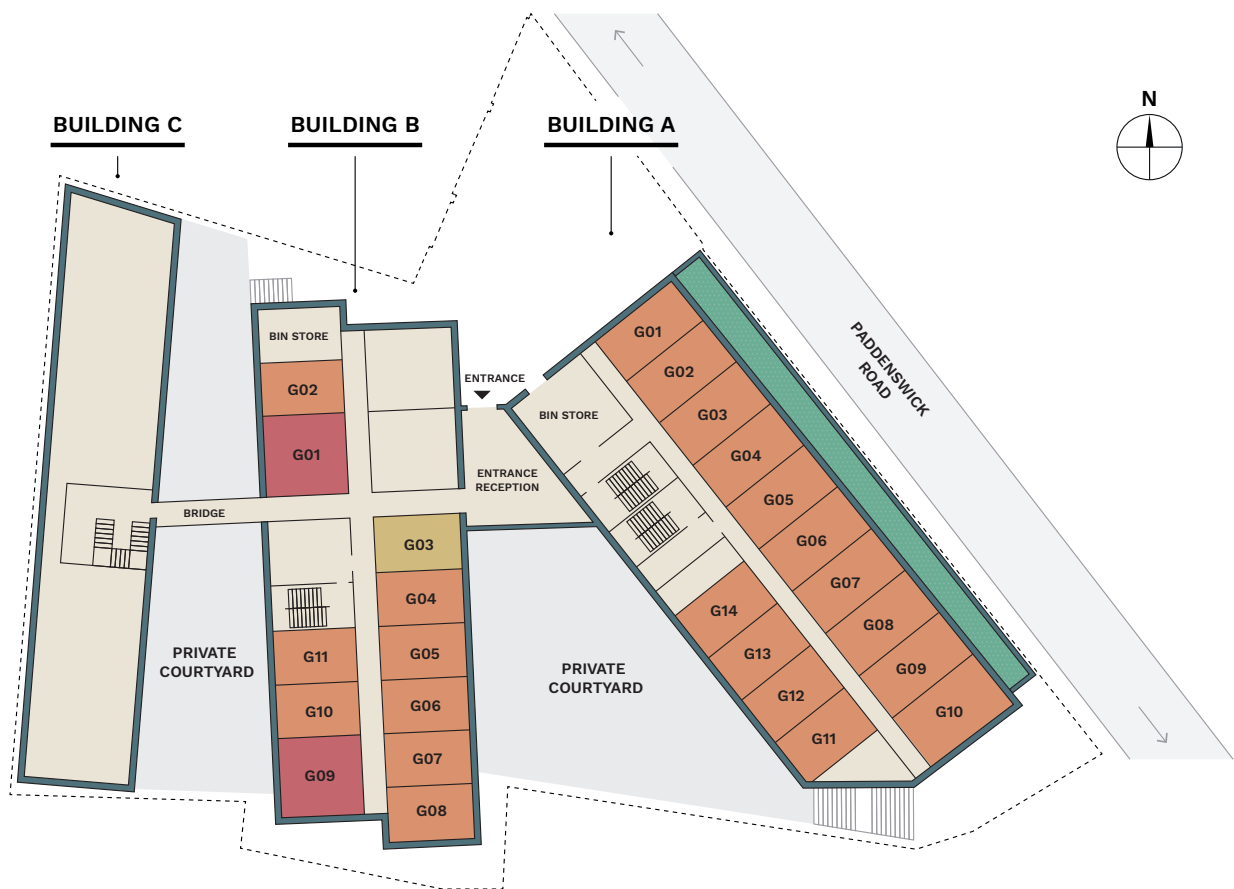 N
BUILDING C
BUILDING B
BUILDING A
PADDENSWICK
ROAD
BIN STORE
G02
G01
BRIDGE
G03
G04
G05
G06
G07
G08
G11
G10
G09
PRIVATE
COURTYARD
ENTRANCE
ENTRANCE
RECEPTION
PRIVATE
COURTYARD
BIN STORE
G01
G02
G03
G04
G05
G06
G07
G08
G09
G10
G14
G13
G12
G11